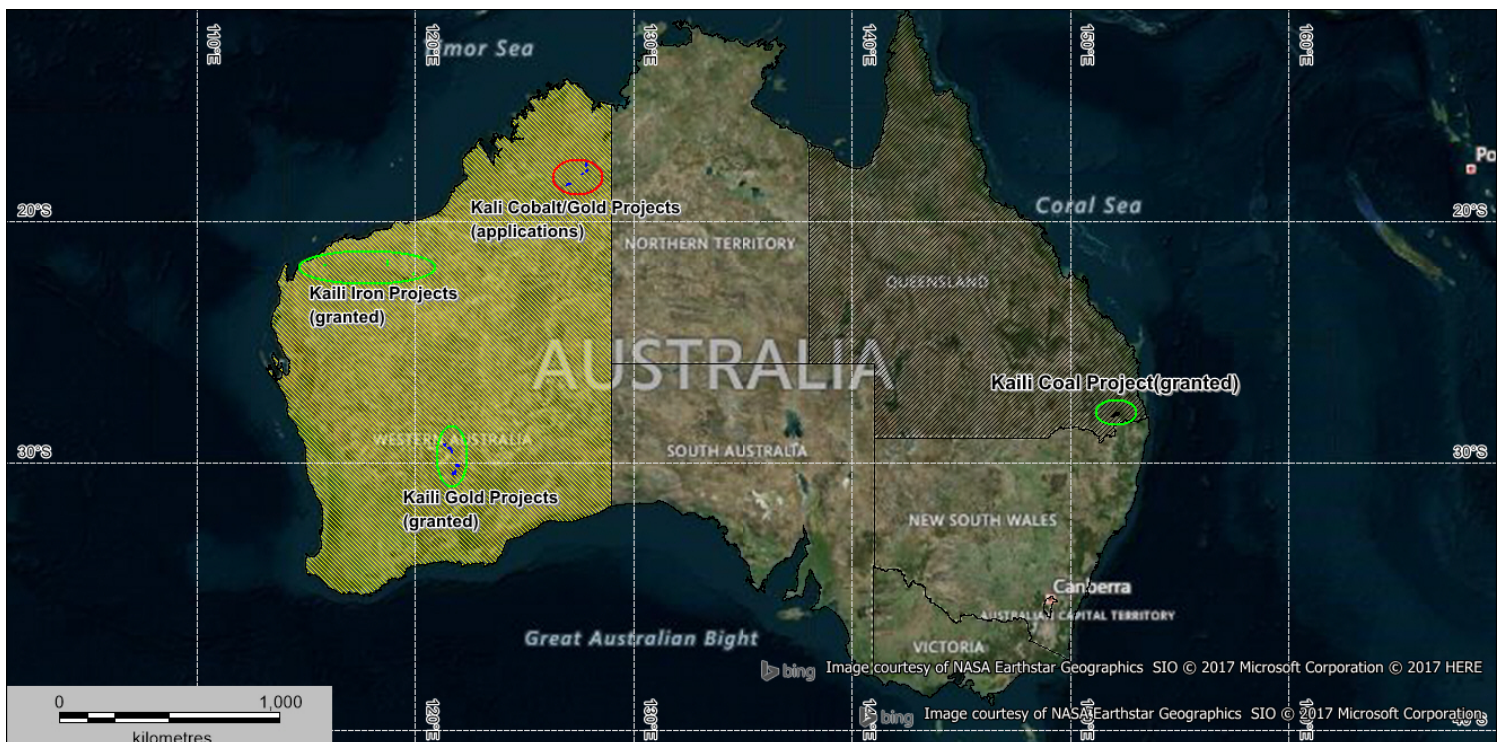 110°E
120°E
130°E
140°E
150°E
160°E
mor Sea
Po
Kali Cobalt/Gold Projects
(applications)
Coral Sea
20°S
20°S
NORTHERN TERRITORY
QUEENSLAND
Kaili Iron Projects
(granted)
AUSTRALIA
Kaili Coal Project(granted)
WESTERN AUSTRALIA
SOUTH AUSTRALIA
30°S
30°S
Kaili Gold Projects
(granted)
NEW SOUTH WALES
Canberra
AUSTRALIAN CAPITAL TERRITORY
Great Australian Bight
VICTORIA
bing
Image courtesy of NASA Earthstar Geographics SIO © 2017 Microsoft Corporation © 2017 HERE
0 1,000
kilometres
bing
Image courtesy of NASA Earthstar Geographics SIO © 2017 Microsoft Corporation
120°E
130°E
140°E
150°E
160°E
40°S